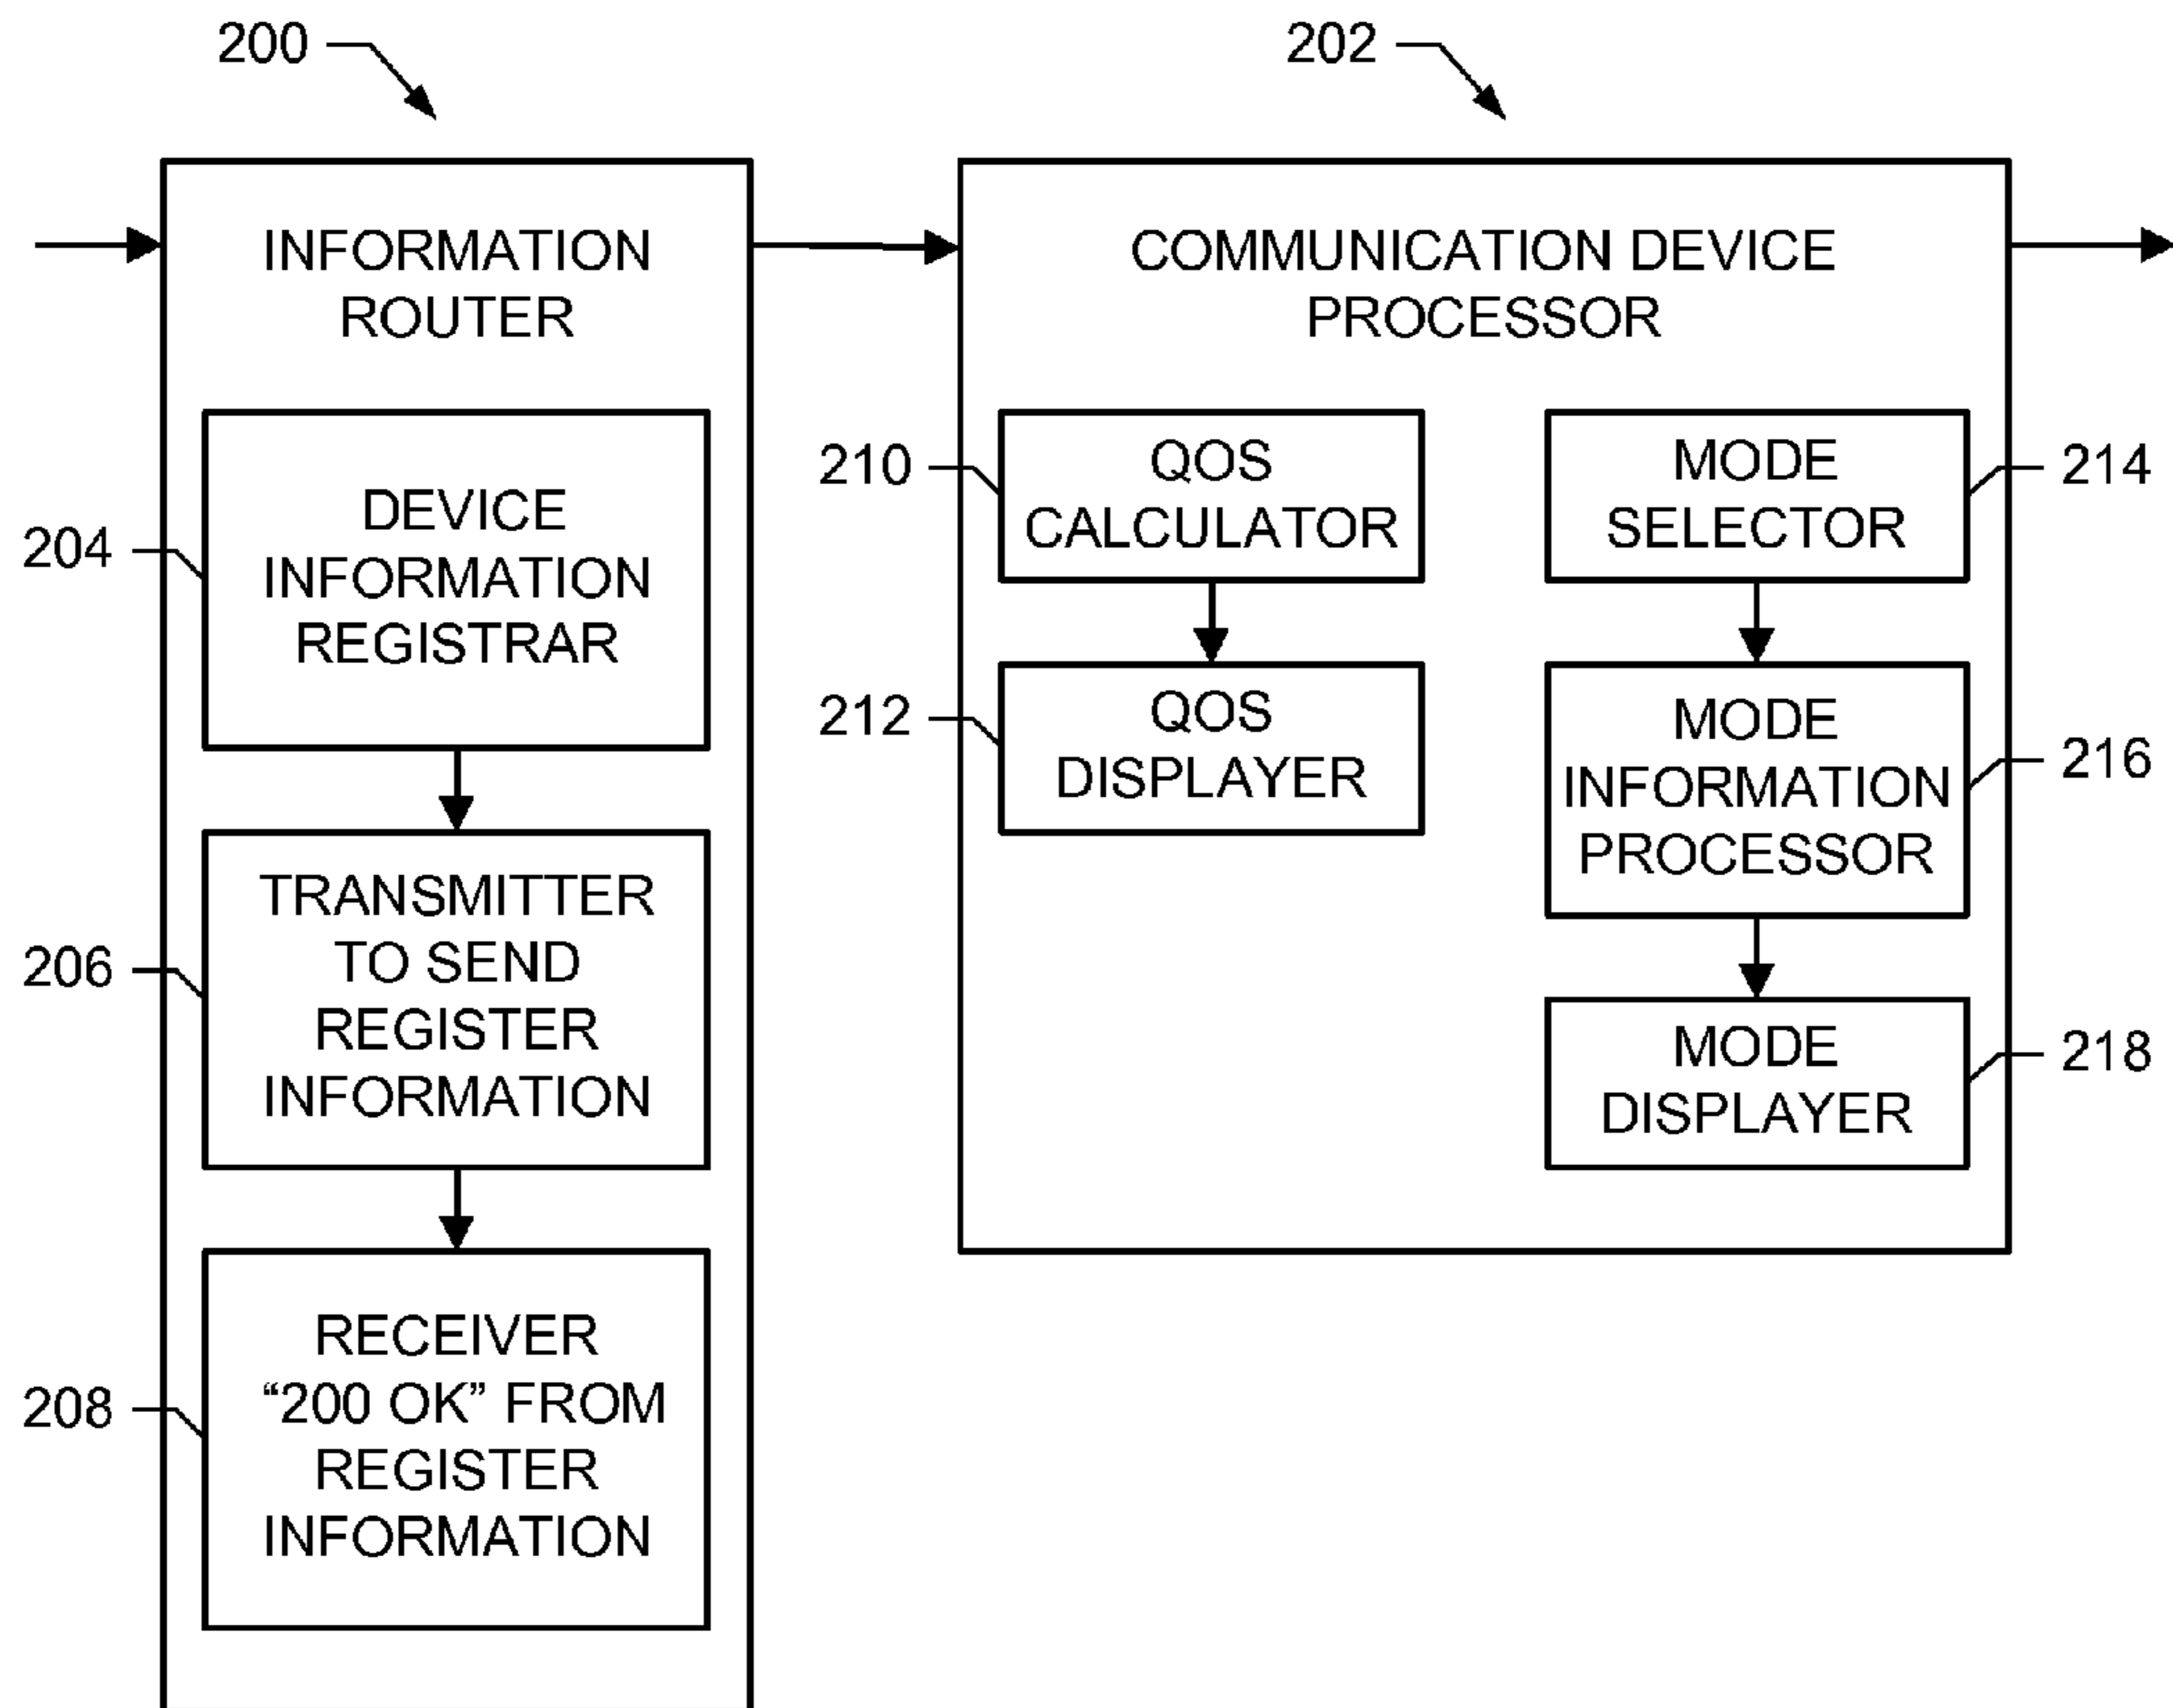 200
202
INFORMATION
ROUTER
COMMUNICATION DEVICE
PROCESSOR
204
DEVICE
INFORMATION
REGISTRAR
206
TRANSMITTER
TO SEND
REGISTER
INFORMATION
208
RECEIVER
“200 OK” FROM
REGISTER
INFORMATION
210
QOS
CALCULATOR
212
QOS
DISPLAYER
MODE
SELECTOR
214
MODE
INFORMATION
PROCESSOR
216
MODE
DISPLAYER
218